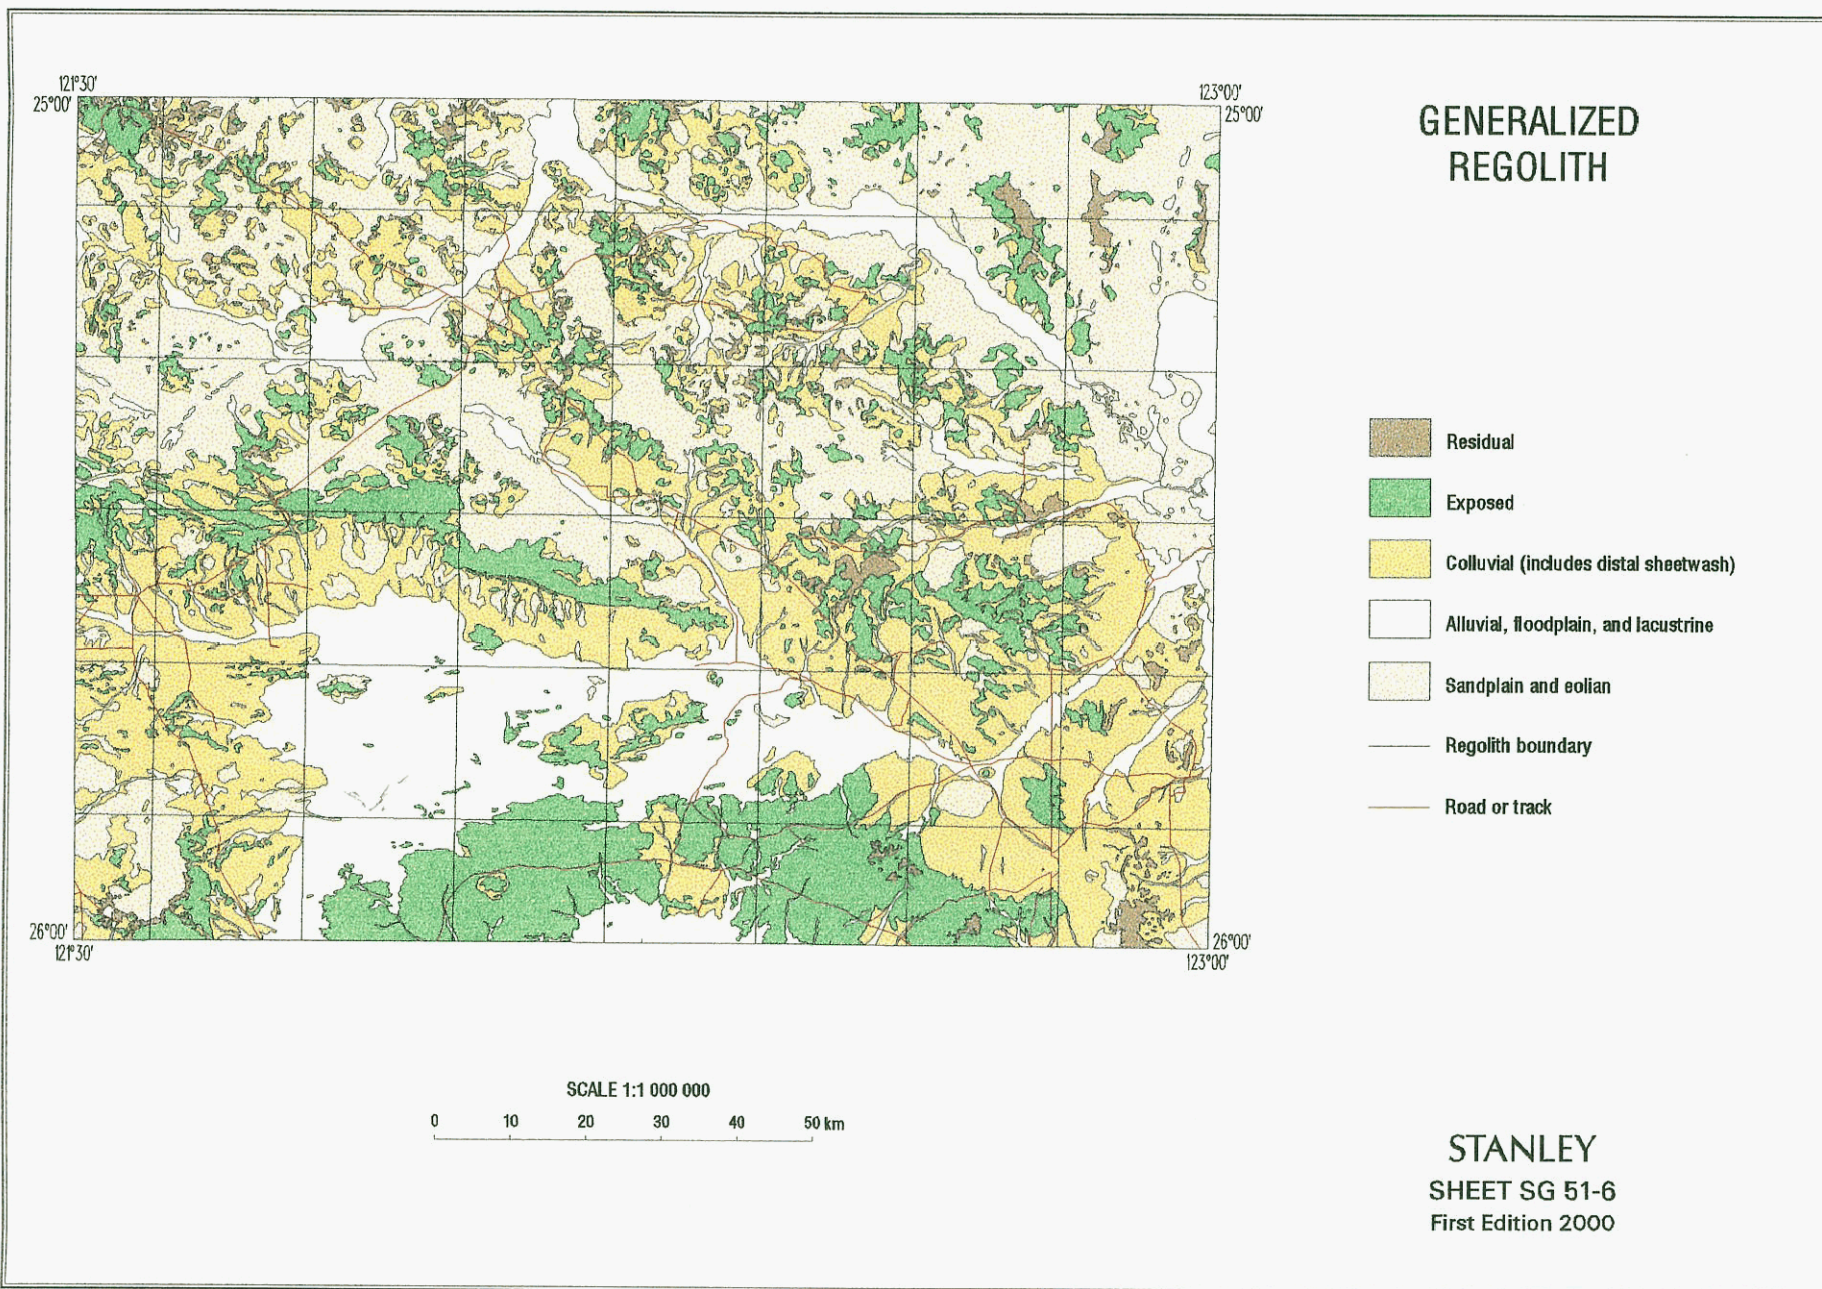 121°30'
25°00'
123°00'
25°00'
GENERALIZED
REGOLITH
Residual
Exposed
Colluvial (includes distal sheetwash)
Alluvial, floodplain, and lacustrine
Sandplain and eolian
Regolith boundary
Road or track
26°00'
121°30'
26°00'
123°00'
SCALE 1:1 000 000
0 10 20 30 40 50 km
STANLEY
SHEET SG 51-6
First Edition 2000